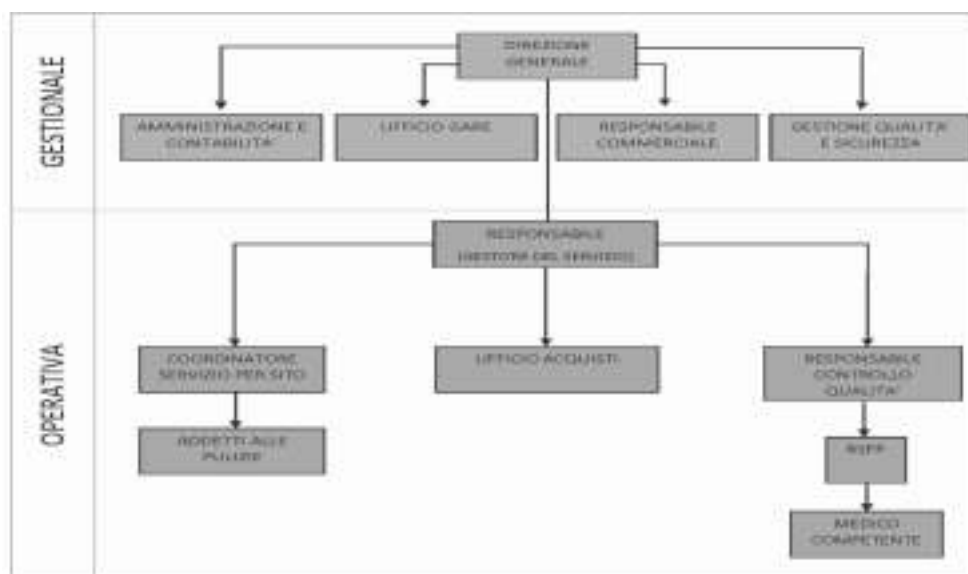 GESTIONALE
DIREZIONE
GENERALE
AMMINISTRAZIONE E
CONTABILITA'
UFFICIO GARE
RESPONSABILE
COMMERCIALE
GESTIONE QUALITA'
E SICUREZZA
OPERATIVA
RESPONSABILE
(GESTORE DEL SERVIZIO)
COORDINATORE
SERVIZIO PER SITO
UFFICIO ACQUISTI
RESPONSABILE
CONTROLLO
QUALITA'
ADDETTI ALLE
PULIZIE
RSPP
MEDICO
COMPETENTE